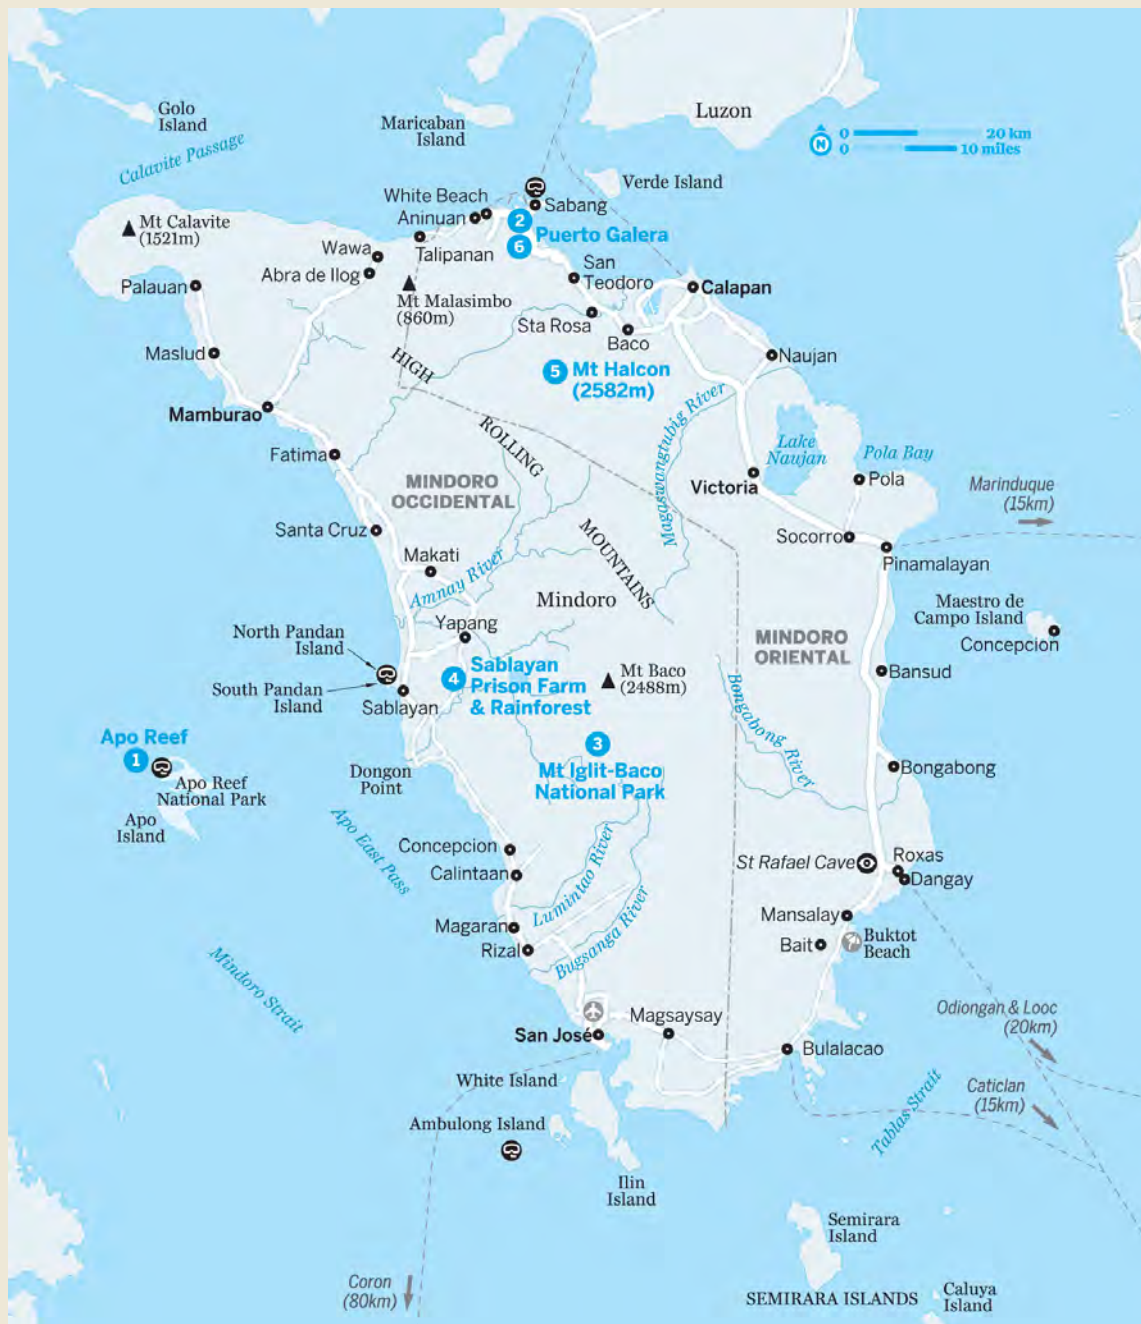 Golo
Island
Calavite Passage
Maricaban
Island
Luzon
N
0
20 km
0
10 miles
Verde Island
Mt Calavite
(1521m)
White Beach
Aninuan
Sabang
2
Puerto Galera
6
Wawa
Talipanan
Abra de Ilog
Palauan
San
Teodoro
Calapan
Mt Malasimbo
(860m)
Sta Rosa
Baco
Maslud
Naujan
HIGH
5
Mt Halcon
(2582m)
Mamburao
ROLLING
Magaswangtubig River
Fatima
Lake
Naujan
Pola Bay
MINDORO
OCCIDENTAL
Pola
Victoria
Marinduque
(15km)
Santa Cruz
MOUNTAINS
Socorro
Makati
Pinamalayan
Amnay River
Mindoro
Maestro de
Campo Island
Concepcion
Yapang
North Pandan
Island
MINDORO
ORIENTAL
4
Sablayan
Prison Farm
& Rainforest
Mt Baco
(2488m)
Bansud
South Pandan
Island
Sablayan
Bongabong River
Apo Reef
1
3
Mt Iglit-Baco
National Park
Apo Reef
National Park
Dongon
Point
Bongabong
Apo
Island
Apo East Pass
Concepcion
Calintaan
St Rafael Cave
Roxas
Dangay
Lumintao River
Magaran
Mansalay
Rizal
Bugsanga River
Bait
Buktot
Beach
Mindoro Strait
San José
Magsaysay
Odiongan & Looc
(20km)
Bulalacao
White Island
Caticlan
(15km)
Tablas Strait
Ambulong Island
Ilin
Island
Semirara
Island
Coron
(80km)
SEMIRARA ISLANDS
Caluya
Island